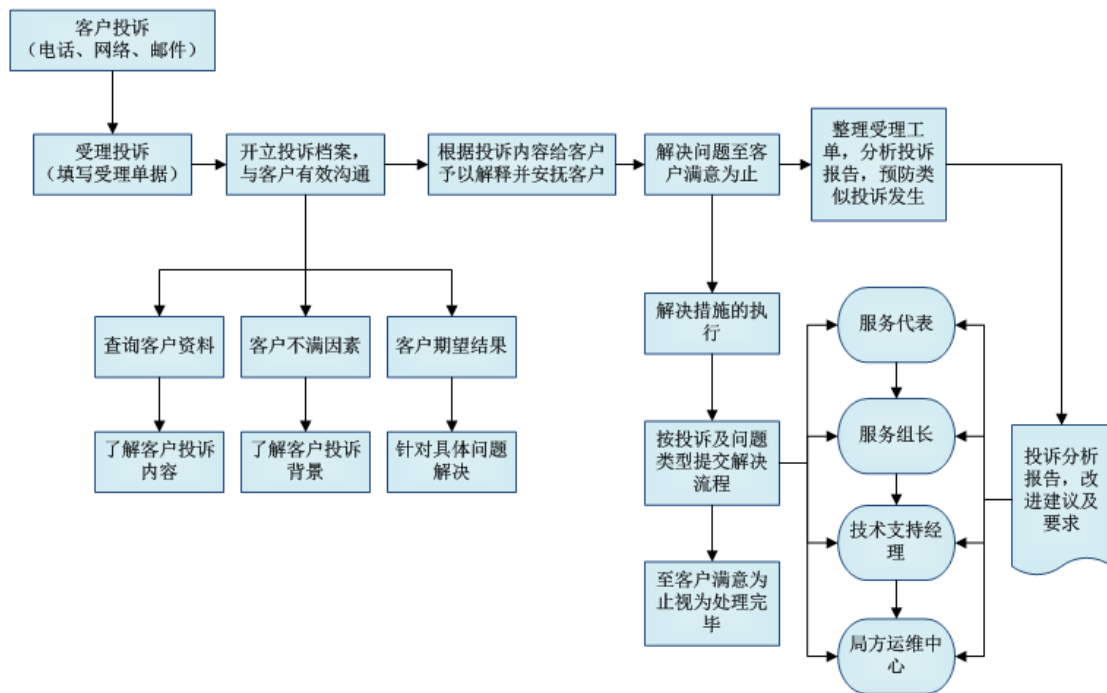 客户投诉
（电话、网络、邮件）
受理投诉
（填写受理单据）
开立投诉档案，
与客户有效沟通
根据投诉内容给客户
予以解释并安抚客户
解决问题至客
户满意为止
整理受理工
单，分析投诉
报告，预防类
似投诉发生
查询客户资料
客户不满因素
客户期望结果
了解客户投诉
内容
了解客户投诉
背景
针对具体问题
解决
解决措施的执
行
按投诉及问题
类型提交解决
流程
至客户满意为
止视为处理完
毕
服务代表
服务组长
技术支持经
理
局方运维中
心
投诉分析
报告，改
进建议及
要求